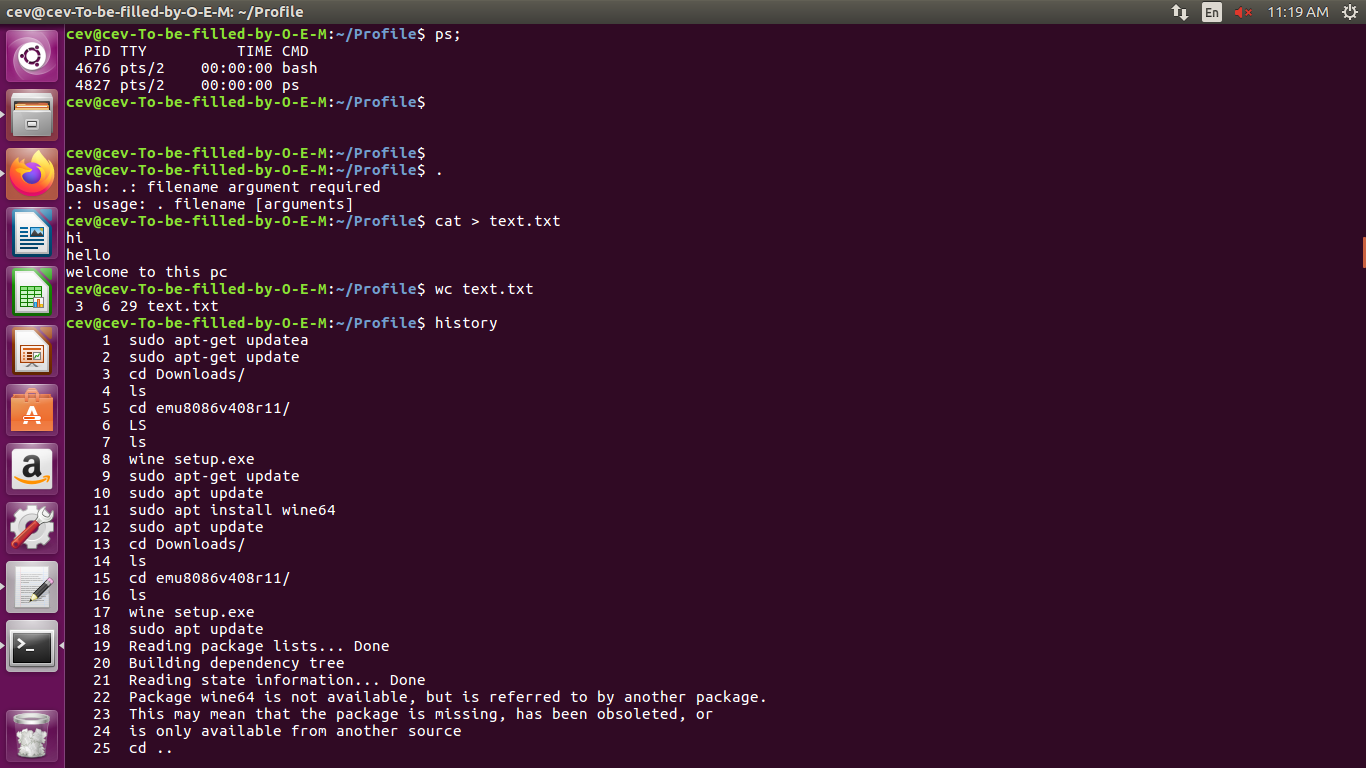 cev@cev-To-be-filled-by-O-E-M: ~/Profile
En
11:19 AM
cev@cev-To-be-filled-by-O-E-M:~/Profile$ ps;
  PID TTY          TIME CMD
 4676 pts/2    00:00:00 bash
 4827 pts/2    00:00:00 ps
cev@cev-To-be-filled-by-O-E-M:~/Profile$
cev@cev-To-be-filled-by-O-E-M:~/Profile$
cev@cev-To-be-filled-by-O-E-M:~/Profile$ .
bash: .: filename argument required
.: usage: . filename [arguments]
cev@cev-To-be-filled-by-O-E-M:~/Profile$ cat > text.txt
hi
hello
welcome to this pc
cev@cev-To-be-filled-by-O-E-M:~/Profile$ wc text.txt
 3  6 29 text.txt
cev@cev-To-be-filled-by-O-E-M:~/Profile$ history
    1  sudo apt-get updatea
    2  sudo apt-get update
    3  cd Downloads/
    4  ls
    5  cd emu8086v408r11/
    6  LS
    7  ls
    8  wine setup.exe
    9  sudo apt-get update
   10  sudo apt update
   11  sudo apt install wine64
   12  sudo apt update
   13  cd Downloads/
   14  ls
   15  cd emu8086v408r11/
   16  ls
   17  wine setup.exe
   18  sudo apt update
   19  Reading package lists... Done
   20  Building dependency tree
   21  Reading state information... Done
   22  Package wine64 is not available, but is referred to by another package.
   23  This may mean that the package is missing, has been obsoleted, or
   24  is only available from another source
   25  cd ..